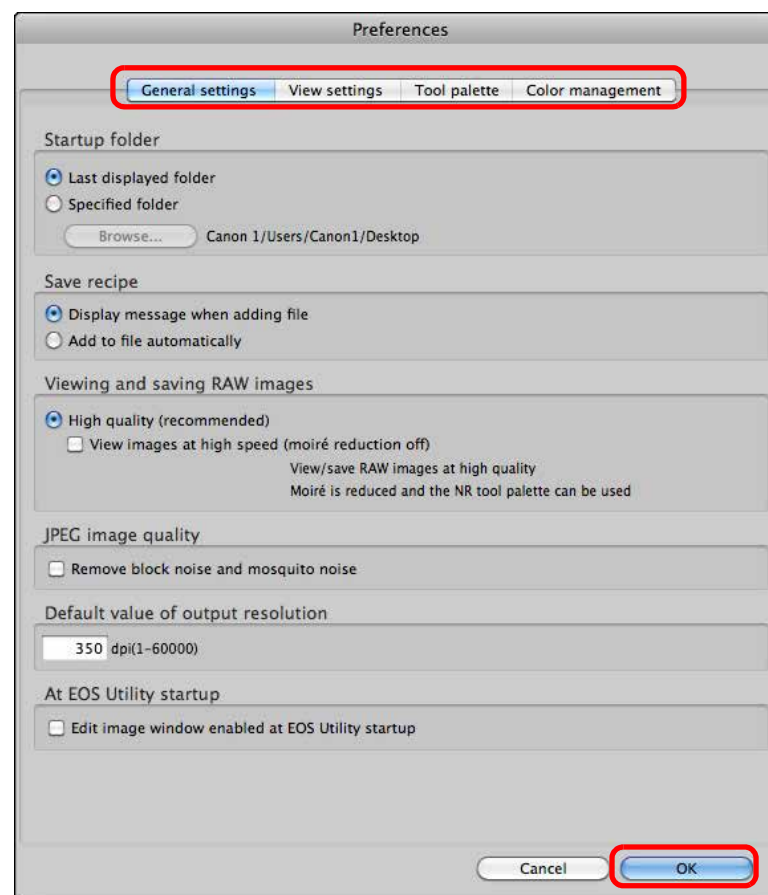 Preferences
General settings View settings Tool palette Color management
Startup folder
Last displayed folder
Specified folder
Browse... Canon 1/Users/Canon1/Desktop
Save recipe
Display message when adding file
Add to file automatically
Viewing and saving RAW images
High quality (recommended)
View images at high speed (moiré reduction off)
View/save RAW images at high quality
Moiré is reduced and the NR tool palette can be used
JPEG image quality
Remove block noise and mosquito noise
Default value of output resolution
350 dpi(1-60000)
At EOS Utility startup
Edit image window enabled at EOS Utility startup
Cancel OK